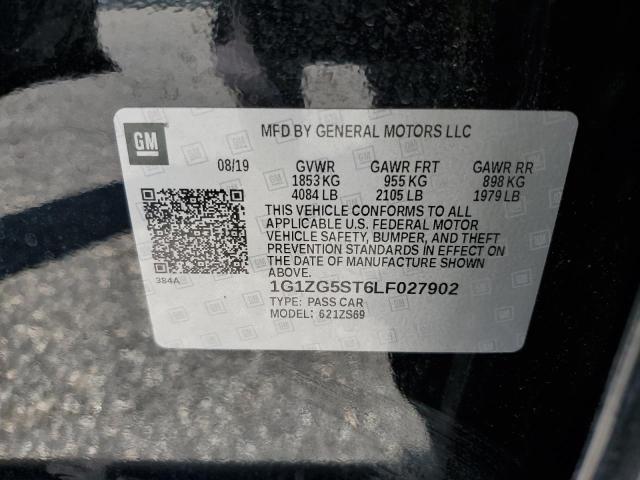 GM
MFD BY GENERAL MOTORS LLC
08/19 GVWR GAWR FRT GAWR RR
1853 KG 955 KG 898 KG
4084 LB 2105 LB 1979 LB
THIS VEHICLE CONFORMS TO ALL
APPLICABLE U.S. FEDERAL MOTOR
VEHICLE SAFETY, BUMPER, AND THEFT
PREVENTION STANDARDS IN EFFECT ON
THE DATE OF MANUFACTURE SHOWN
ABOVE.
384A
1G1ZG5ST6LF027902
TYPE: PASS CAR
MODEL: 621ZS69